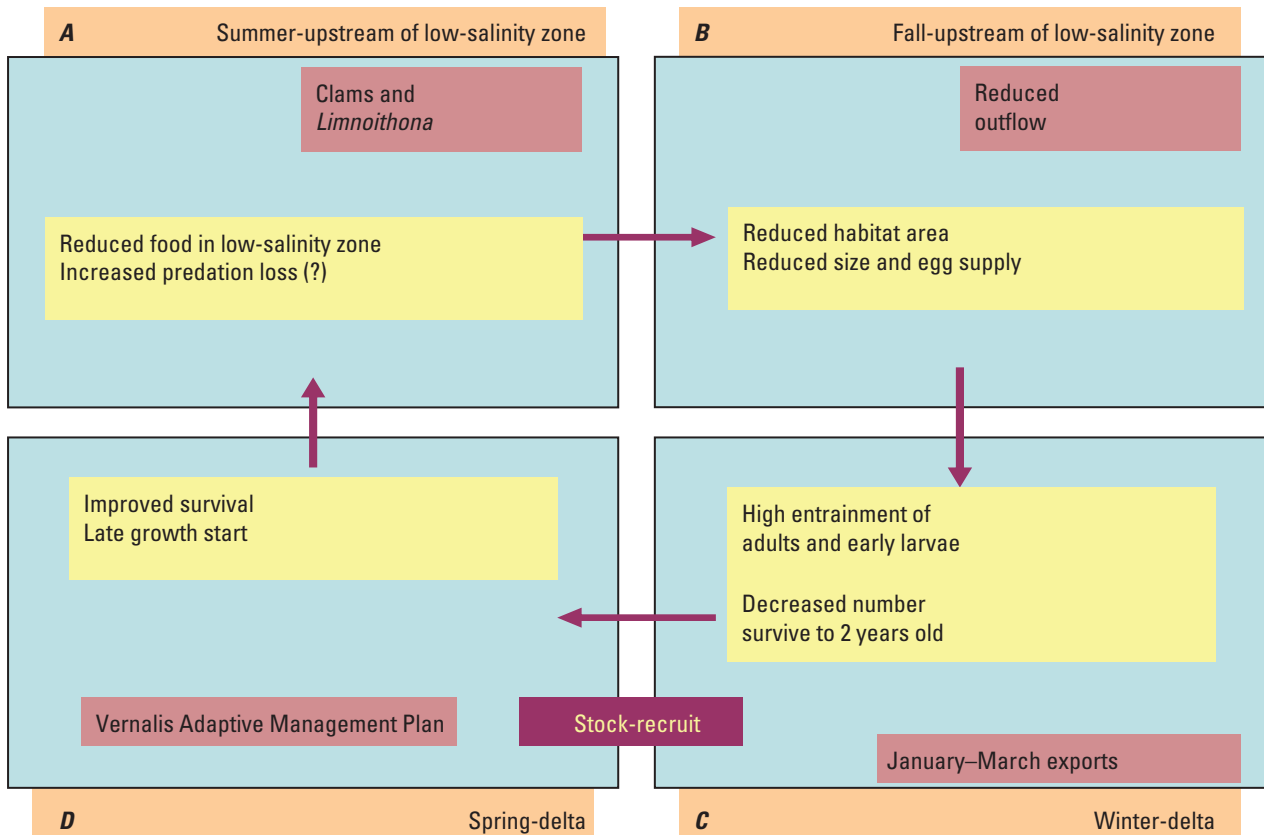 A Summer-upstream of low-salinity zone
Clams and
Limnoithona
Reduced food in low-salinity zone
Increased predation loss (?)
B Fall-upstream of low-salinity zone
Reduced
outflow
Reduced habitat area
Reduced size and egg supply
High entrainment of
adults and early larvae
Decreased number
survive to 2 years old
January–March exports
C Winter-delta
Stock-recruit
Improved survival
Late growth start
Vernalis Adaptive Management Plan
D Spring-delta